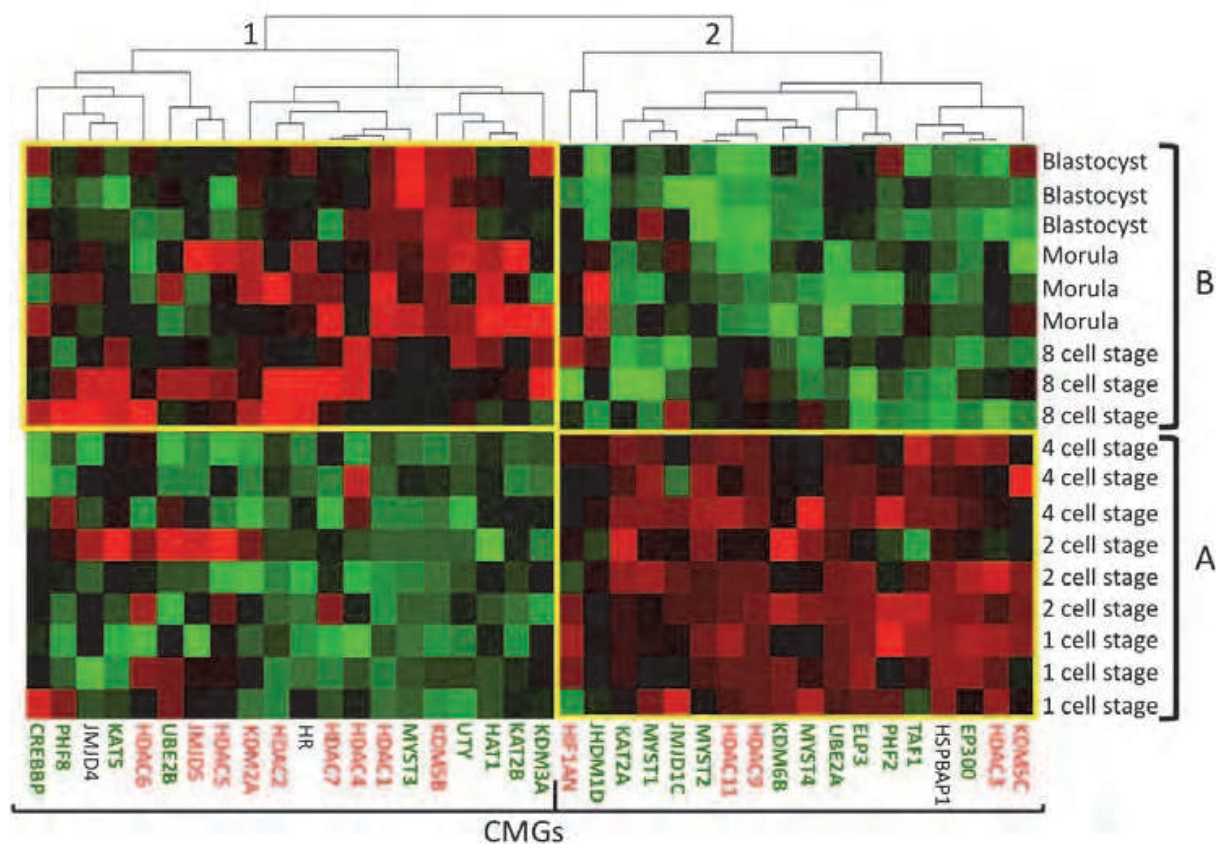 1
2
Blastocyst
Blastocyst
Blastocyst
Morula
Morula
Morula
8 cell stage
8 cell stage
8 cell stage
B
4 cell stage
4 cell stage
4 cell stage
2 cell stage
2 cell stage
2 cell stage
1 cell stage
1 cell stage
1 cell stage
A
CREBBP
PHF8
JMJD4
KAT5
HDAC6
UBE2B
JMJD5
HDAC5
KDM2A
HDAC2
HR
HDAC7
HDAC4
HDAC1
MYST3
KDM5B
UTY
HAT1
KAT2B
KDM3A
HF1AN
JHDM1D
KAT2A
MYST1
JMJD1C
MYST2
HDAC11
HDAC9
KDM6B
MYST4
UBE2A
ELP3
PHF2
TAF1
HSPBAP1
EP300
HDAC3
KDM5C
CMGs